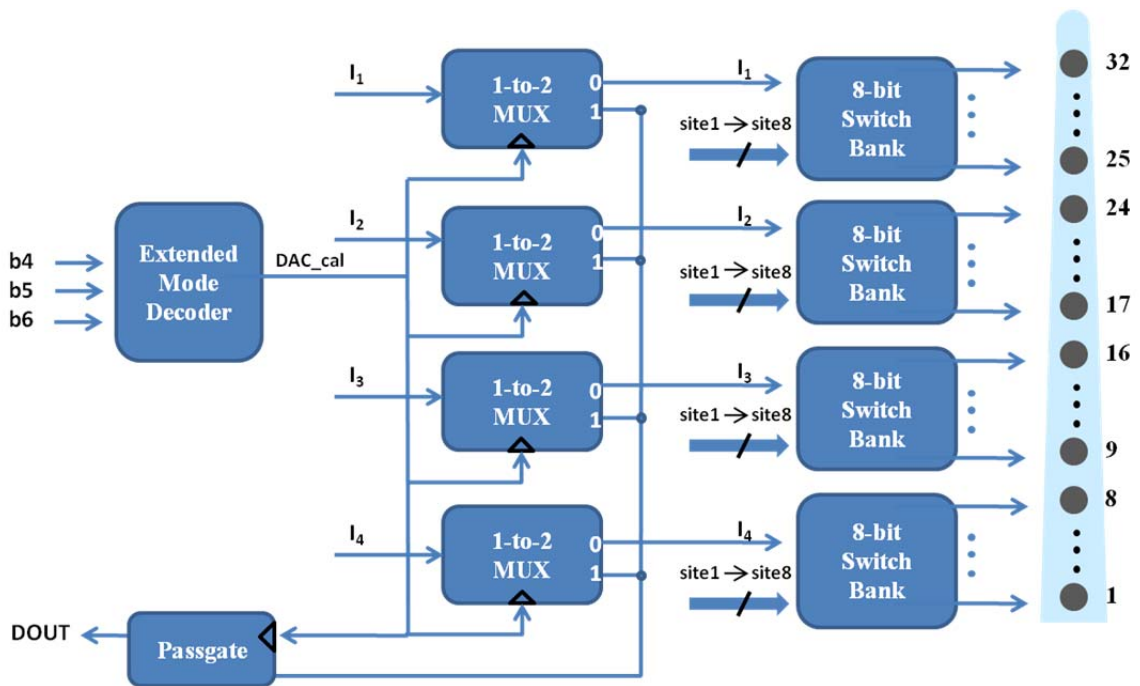 I1
1-to-2
MUX
0
1
I1
site1 → site8
8-bit
Switch
Bank
32
25
b4
b5
b6
Extended
Mode
Decoder
DAC_cal
I2
1-to-2
MUX
0
1
I2
site1 → site8
8-bit
Switch
Bank
24
17
I3
1-to-2
MUX
0
1
I3
site1 → site8
8-bit
Switch
Bank
16
9
I4
1-to-2
MUX
0
1
I4
site1 → site8
8-bit
Switch
Bank
8
1
DOUT
Passgate